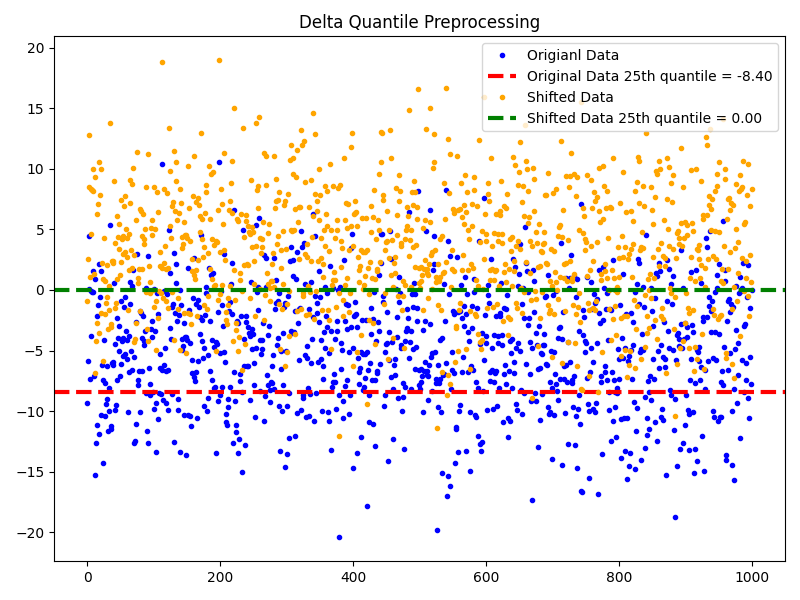 Delta Quantile Preprocessing
20
15
10
5
0
−5
−10
−15
−20
Origianl Data
Original Data 25th quantile = -8.40
Shifted Data
Shifted Data 25th quantile = 0.00
0 200 400 600 800 1000